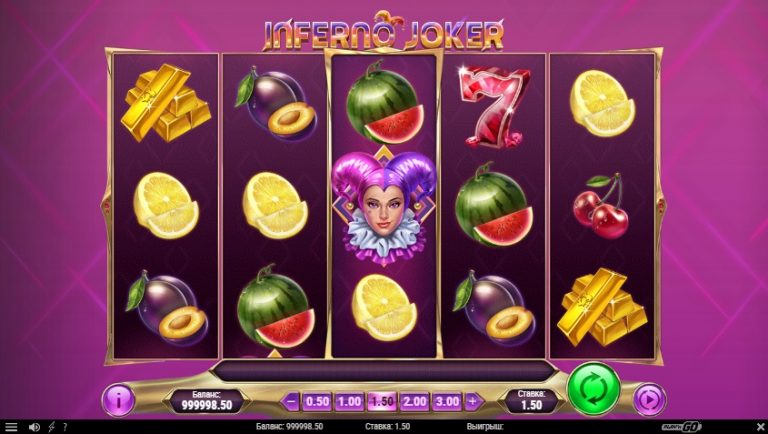 INFERNO JOKER
Баланс:
999998.50
0.50
1.00
1.50
2.00
3.00
Ставка:
1.50
Баланс: 999998.50
Ставка: 1.50
Выигрыш:
PLAY'N GO